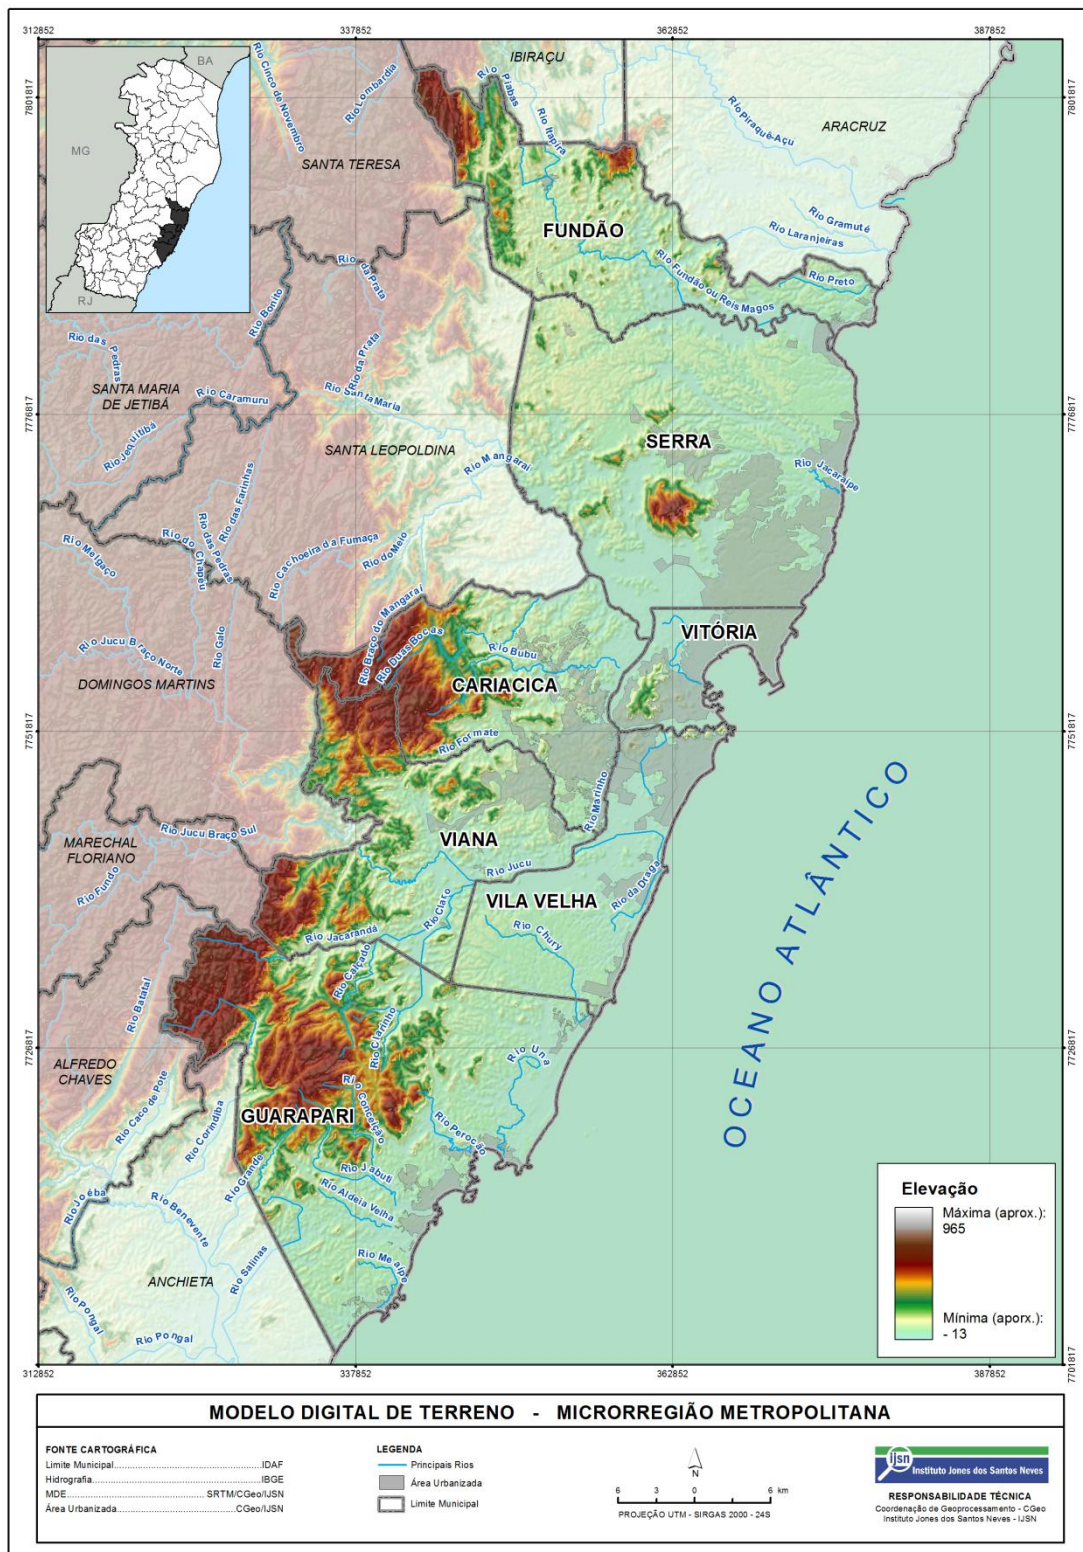 312852
337852
362852
387852
BA
MG
RJ
7801817
7801817
IBIRAÇU
Rio Cinco de Novembro
Rio Lombardia
Rio Piabas
Rio Itapira
Rio Piraquê-Açu
ARACRUZ
SANTA TERESA
Rio Gramuté
Rio Laranjeiras
FUNDÃO
Rio da Prata
Rio Fundão ou Reis Magos
Rio Preto
Rio Bonito
Rio das Pedras
Rio da Prata
SANTA MARIA
DE JETIBÁ
Rio Caramuru
Rio Santa Maria
7776817
7776817
Rio Jequitibá
SANTA LEOPOLDINA
SERRA
Rio Mangaraí
Rio Jacaraípe
Rio das Farinhas
Rio das Pedras
Rio do Chapéu
Rio Melgaço
Rio Cachoeira da Fumaça
Rio do Meio
Rio Braço do Mangaraí
Rio Duas Bocas
Rio Galo
Rio Jucu Braço Norte
Rio Bubu
VITÓRIA
DOMINGOS MARTINS
CARIACICA
7751817
7751817
Rio Formate
Rio Marinho
OCEANO ATLÂNTICO
Rio Jucu Braço Sul
MARECHAL
FLORIANO
VIANA
Rio Fundo
Rio Jucu
Rio da Draga
VILA VELHA
Rio Claro
Rio Chury
Rio Jacarandá
Rio Calçado
Rio Batatal
Rio Clarinho
7726817
7726817
Rio Una
ALFREDO
CHAVES
Rio Caco de Pote
Rio Corindiba
GUARAPARI
Rio Conceição
Rio Perocão
Rio Grande
Rio Jabuti
Rio Aldeia Velha
Rio Joéba
Rio Benevente
Rio Salinas
Rio Meaípe
ANCHIETA
Rio Pongal
Rio Pongal
Elevação
Máxima (aprox.):
965
Mínima (aporx.):
- 13
7701817
312852
337852
362852
387852
MODELO DIGITAL DE TERRENO - MICRORREGIÃO METROPOLITANA
FONTE CARTOGRÁFICA
Limite Municipal.....................................................IDAF
Hidrografia.............................................................IBGE
MDE.................................................. SRTM/CGeo/IJSN
Área Urbanizada..........................................CGeo/IJSN
LEGENDA
Principais Rios
Área Urbanizada
Limite Municipal
N
6 3 0 6 km
PROJEÇÃO UTM - SIRGAS 2000 - 24S
ijsn Instituto Jones dos Santos Neves
RESPONSABILIDADE TÉCNICA
Coordenação de Geoprocessamento - CGeo
Instituto Jones dos Santos Neves - IJSN